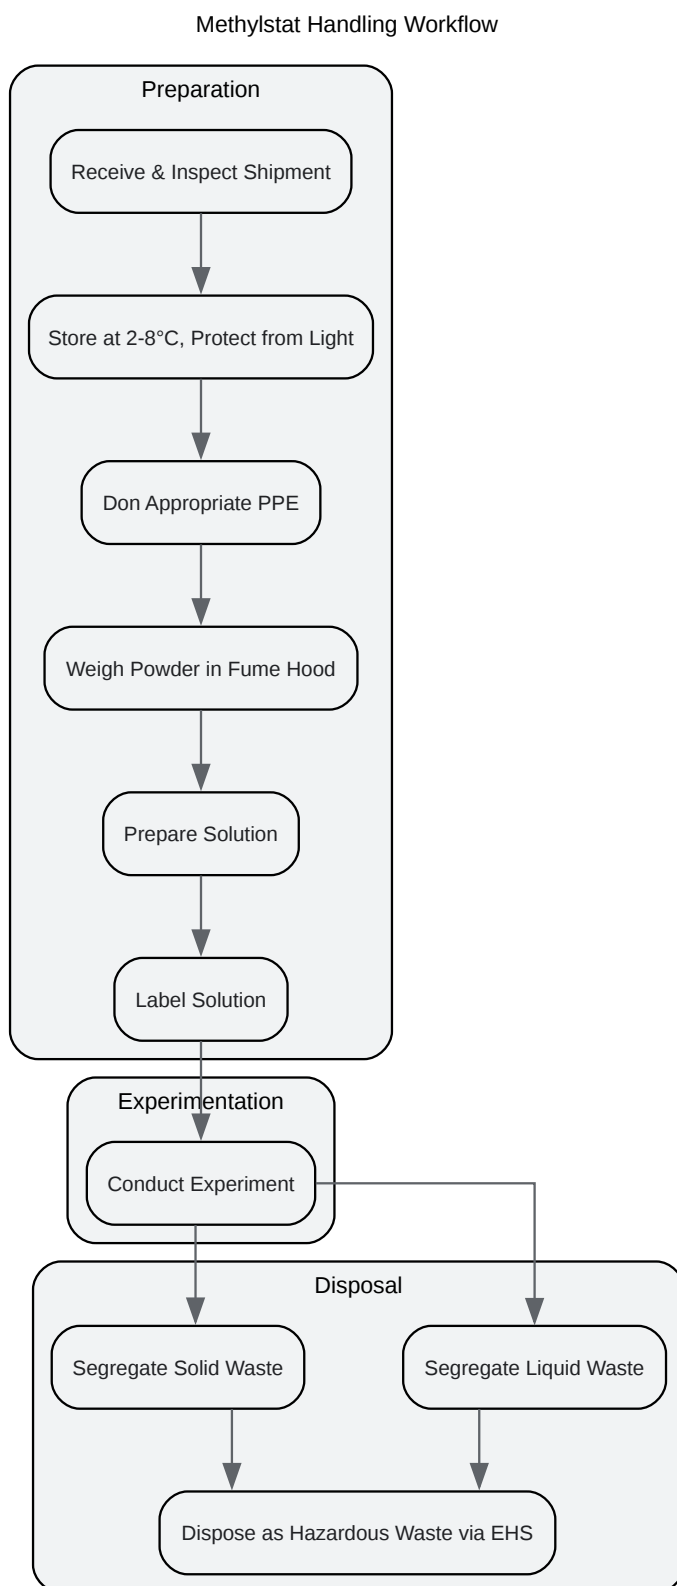 Methylstat Handling Workflow
Preparation
Receive & Inspect Shipment
Store at 2-8°C, Protect from Light
Don Appropriate PPE
Weigh Powder in Fume Hood
Prepare Solution
Label Solution
Experimentation
Conduct Experiment
Disposal
Segregate Solid Waste
Segregate Liquid Waste
Dispose as Hazardous Waste via EHS